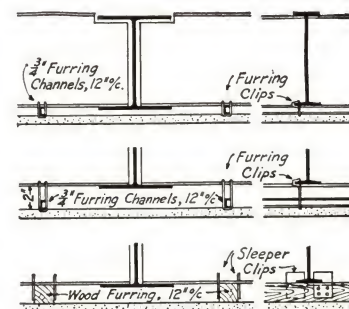 3/4" Furring
Channels, 12" o/c.
Furring
Clips
Furring
Clips
2"
3/4" Furring Channels, 12" o/c
Sleeper
Clips
Wood Furring, 12" o/c